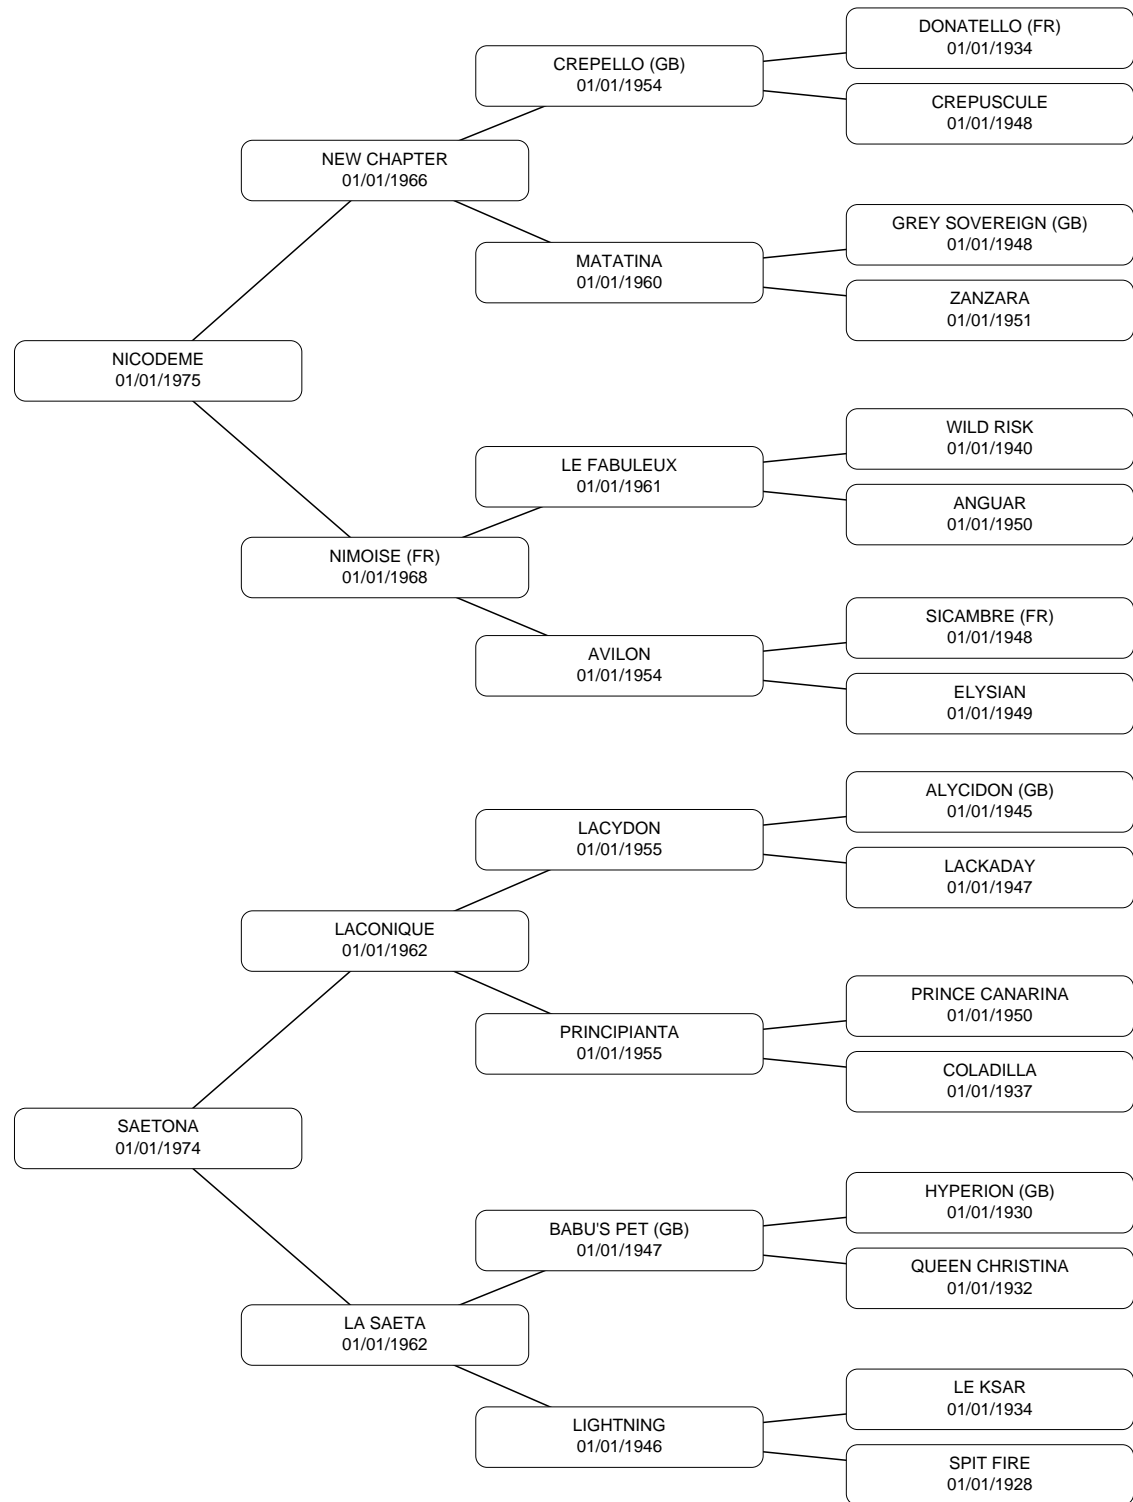 DONATELLO (FR)
01/01/1934
CREPELLO (GB)
01/01/1954
CREPUSCULE
01/01/1948
NEW CHAPTER
01/01/1966
GREY SOVEREIGN (GB)
01/01/1948
MATATINA
01/01/1960
ZANZARA
01/01/1951
NICODEME
01/01/1975
WILD RISK
01/01/1940
LE FABULEUX
01/01/1961
ANGUAR
01/01/1950
NIMOISE (FR)
01/01/1968
SICAMBRE (FR)
01/01/1948
AVILON
01/01/1954
ELYSIAN
01/01/1949
ALYCIDON (GB)
01/01/1945
LACYDON
01/01/1955
LACKADAY
01/01/1947
LACONIQUE
01/01/1962
PRINCE CANARINA
01/01/1950
PRINCIPIANTA
01/01/1955
COLADILLA
01/01/1937
SAETONA
01/01/1974
HYPERION (GB)
01/01/1930
BABU'S PET (GB)
01/01/1947
QUEEN CHRISTINA
01/01/1932
LA SAETA
01/01/1962
LE KSAR
01/01/1934
LIGHTNING
01/01/1946
SPIT FIRE
01/01/1928